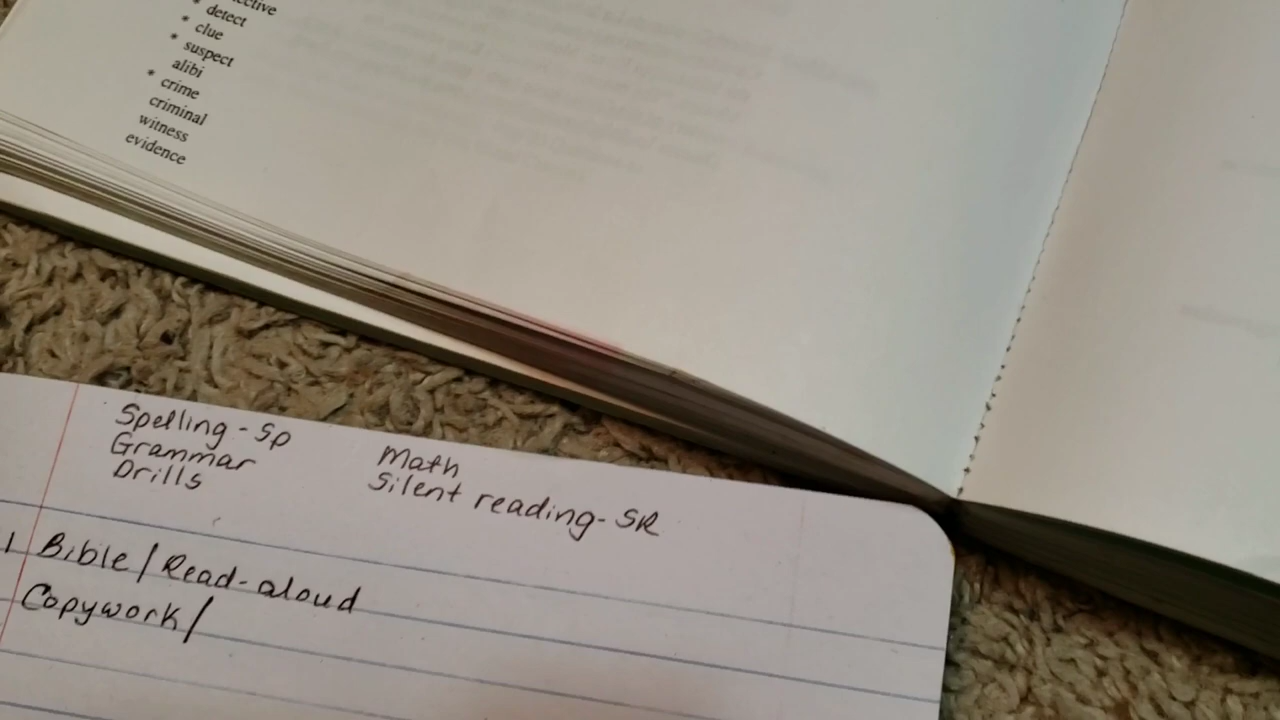 * detect
* clue
* suspect
alibi
* crime
criminal
witness
evidence
Spelling - Sp
Grammar
Drills
Math
Silent reading - SR
1 Bible / Read-aloud
Copywork /